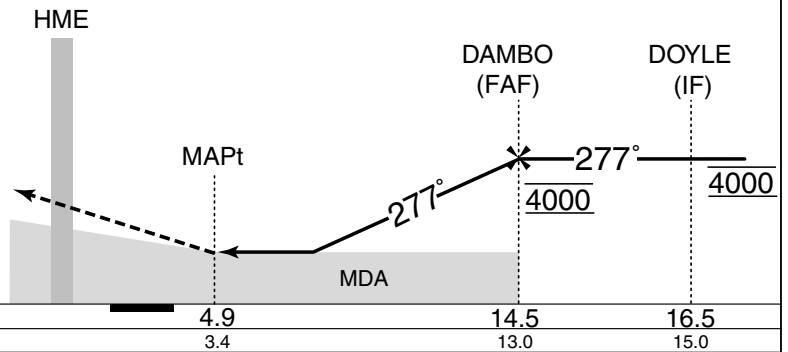 HME
DAMBO
(FAF)
DOYLE
(IF)
MAPt
277°
277°
4000
4000
MDA
4.9 14.5 16.5
3.4 13.0 15.0